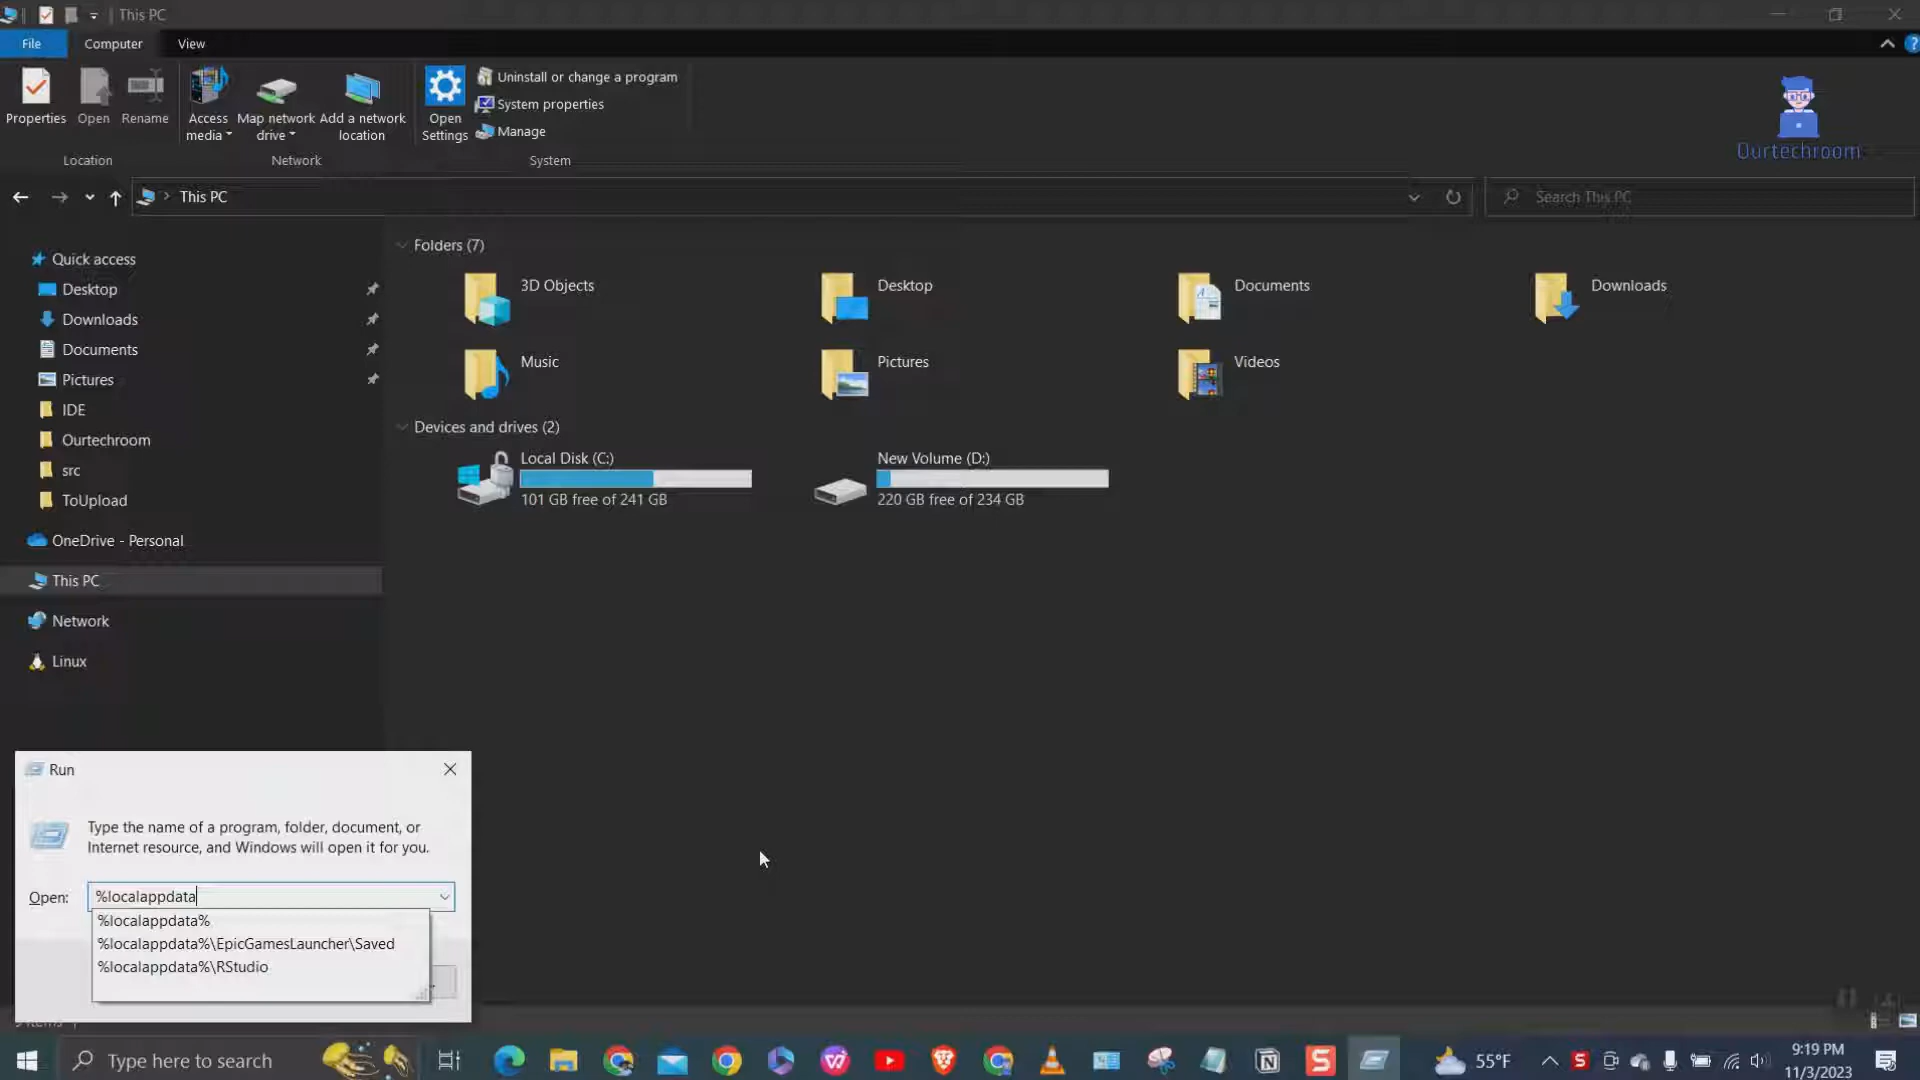 This PC
File
Computer
View
Properties
Open
Rename
Access media
Map network drive
Add a network location
Open Settings
Uninstall or change a program
System properties
Manage
Location
Network
System
Ourtechroom
This PC
Search This PC
Quick access
Desktop
Downloads
Documents
Pictures
IDE
Ourtechroom
src
ToUpload
OneDrive - Personal
This PC
Network
Linux
Folders (7)
3D Objects
Desktop
Documents
Downloads
Music
Pictures
Videos
Devices and drives (2)
Local Disk (C:)
101 GB free of 241 GB
New Volume (D:)
220 GB free of 234 GB
Run
Type the name of a program, folder, document, or
Internet resource, and Windows will open it for you.
Open:
%localappdata
%localappdata%
%localappdata%\EpicGamesLauncher\Saved
%localappdata%\RStudio
Type here to search
55°F
9:19 PM
11/3/2023